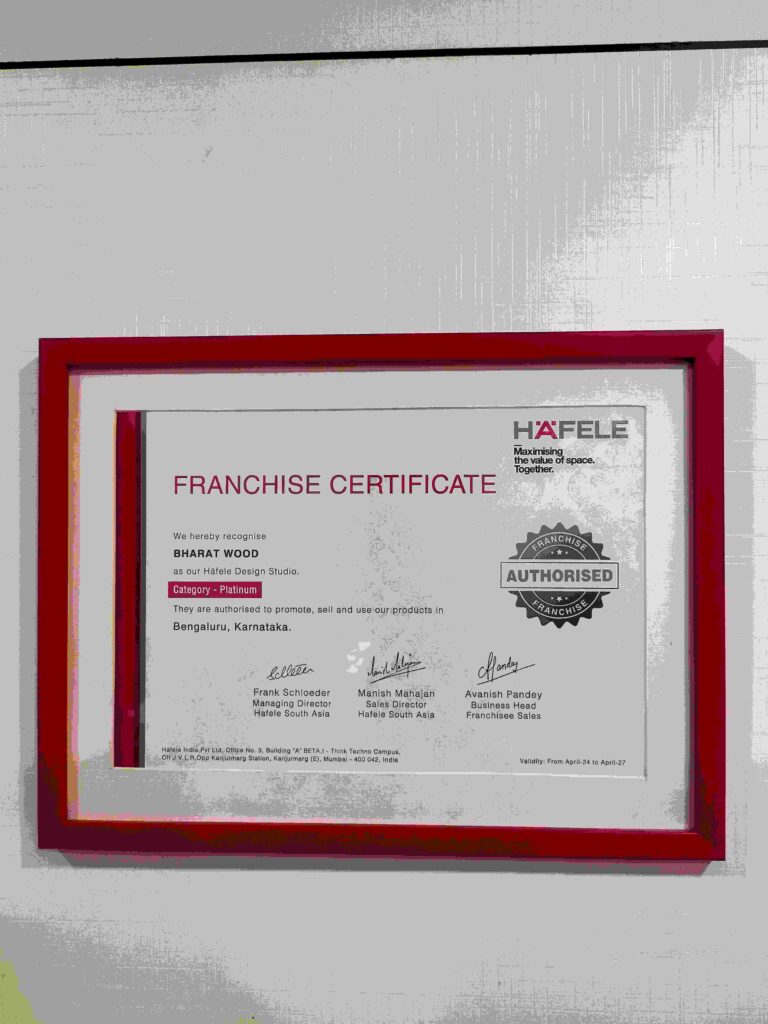 HÄFELE
Maximising
the value of space.
Together.
FRANCHISE CERTIFICATE
We hereby recognise
BHARAT WOOD
as our Häfele Design Studio.
Category - Platinum
They are authorised to promote, sell and use our products in
Bengaluru, Karnataka.
FRANCHISE
AUTHORISED
FRANCHISE
Frank Schloeder
Managing Director
Hafele South Asia
Manish Mahajan
Sales Director
Hafele South Asia
Avanish Pandey
Business Head
Franchisee Sales
Hafele India Pvt Ltd, Office No. 3, Building "A" BETA,I - Think Techno Campus,
Off J.V.L.R,Opp Kanjurmarg Station, Kanjurmarg (E), Mumbai - 400 042, India
Validity: From April-24 to April-27